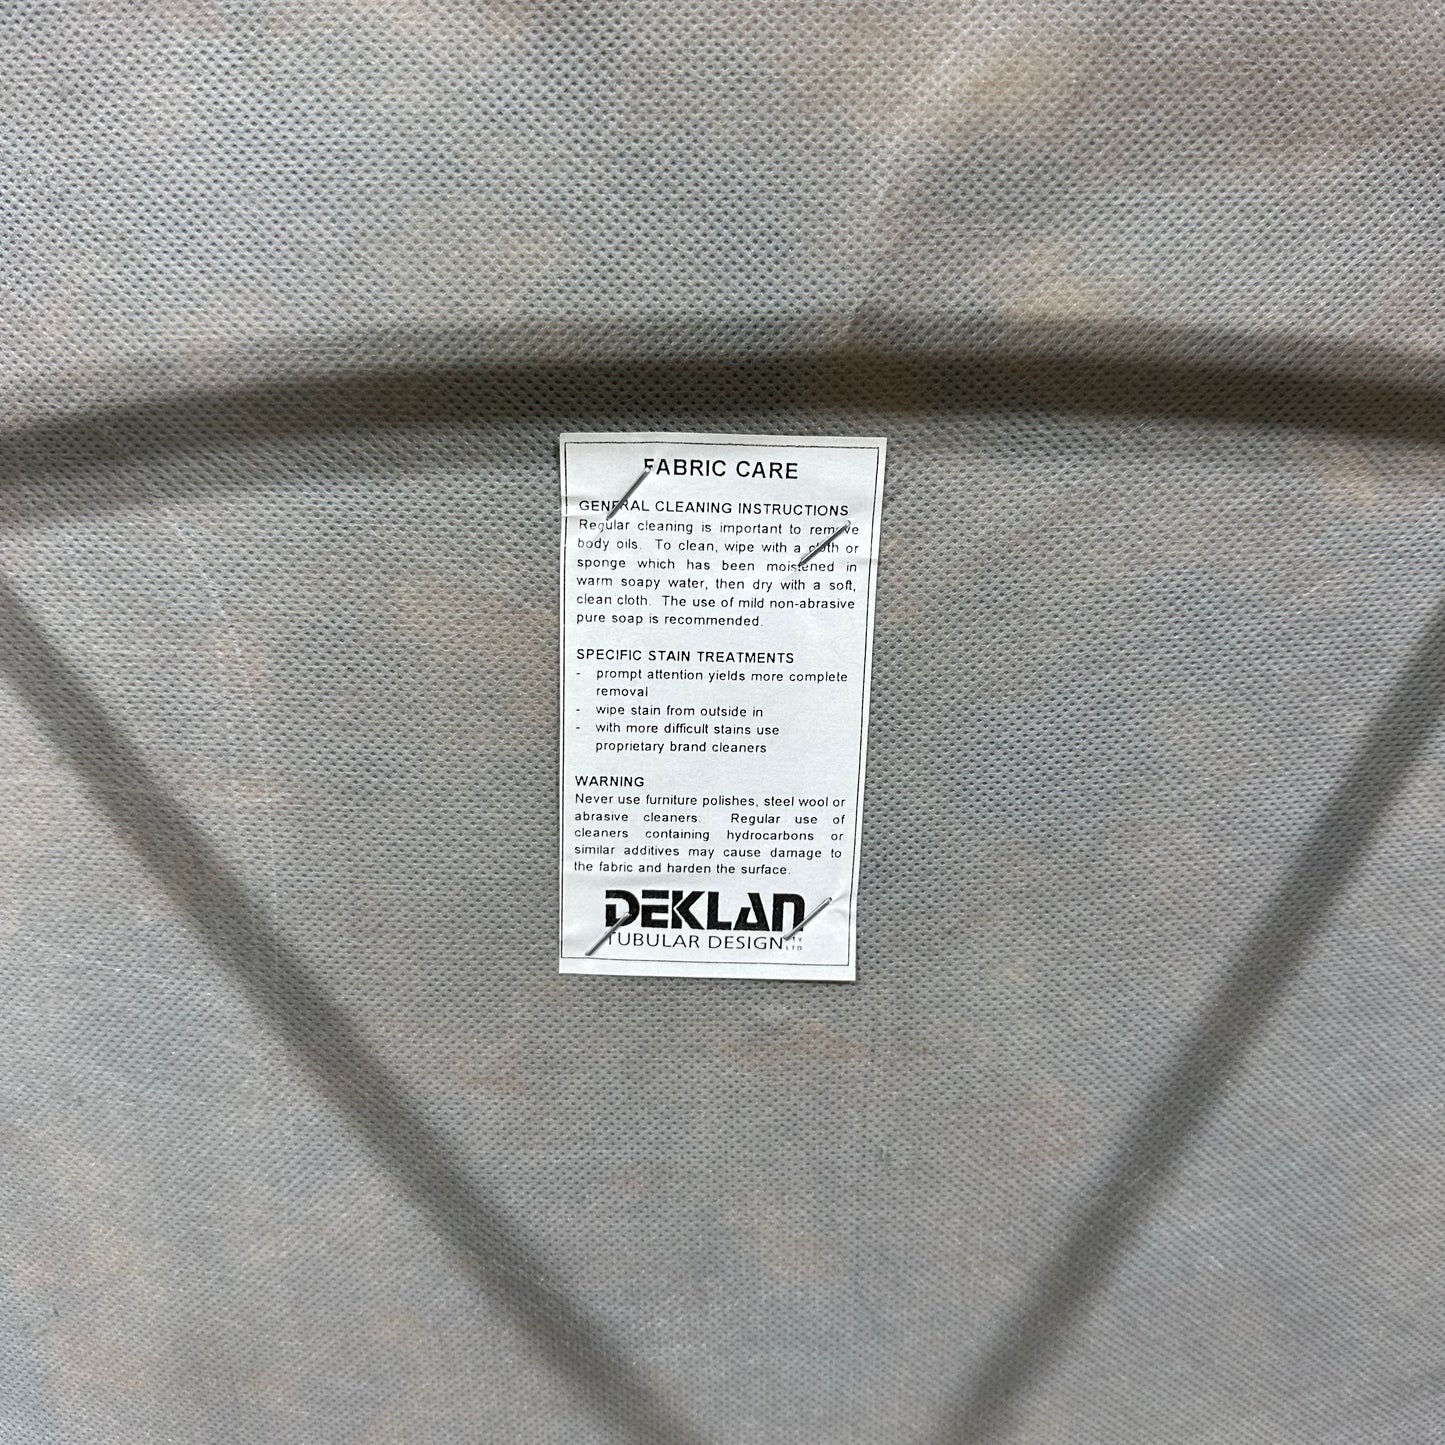 FABRIC CARE
GENERAL CLEANING INSTRUCTIONS
Regular cleaning is important to remove
body oils. To clean, wipe with a cloth or
sponge which has been moistened in
warm soapy water, then dry with a soft,
clean cloth. The use of mild non-abrasive
pure soap is recommended.
SPECIFIC STAIN TREATMENTS
- prompt attention yields more complete
removal
- wipe stain from outside in
- with more difficult stains use
proprietary brand cleaners
WARNING
Never use furniture polishes, steel wool or
abrasive cleaners. Regular use of
cleaners containing hydrocarbons or
similar additives may cause damage to
the fabric and harden the surface.
DEKLAN
TUBULAR DESIGN PTY
LTD